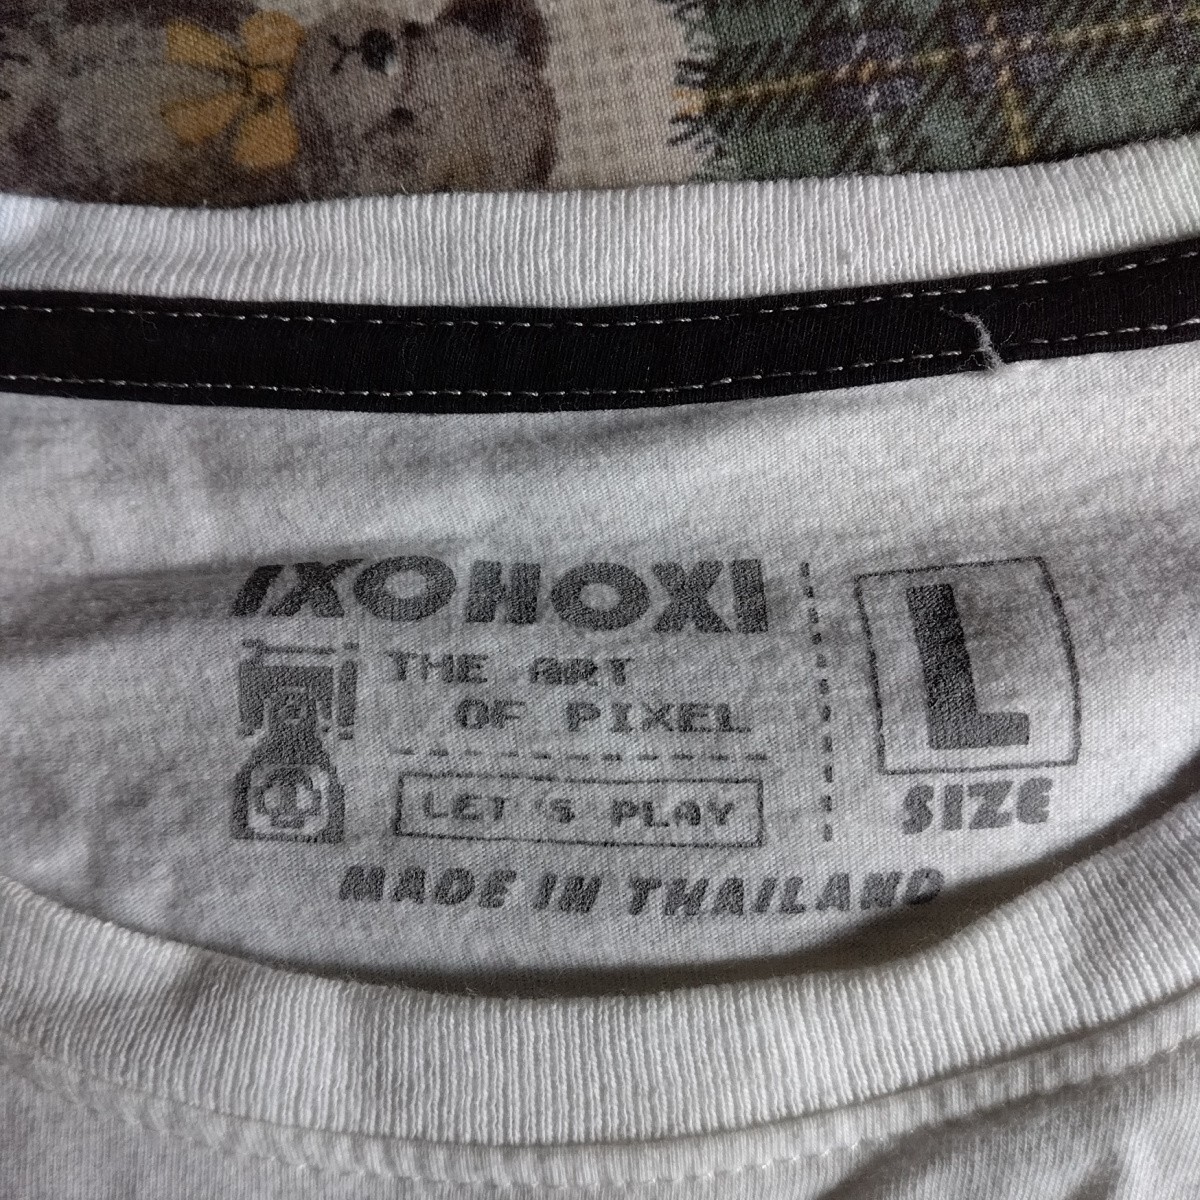 IXOHOXI
THE ART
OF PIXEL
LET'S PLAY
L
SIZE
MADE IN THAILAND